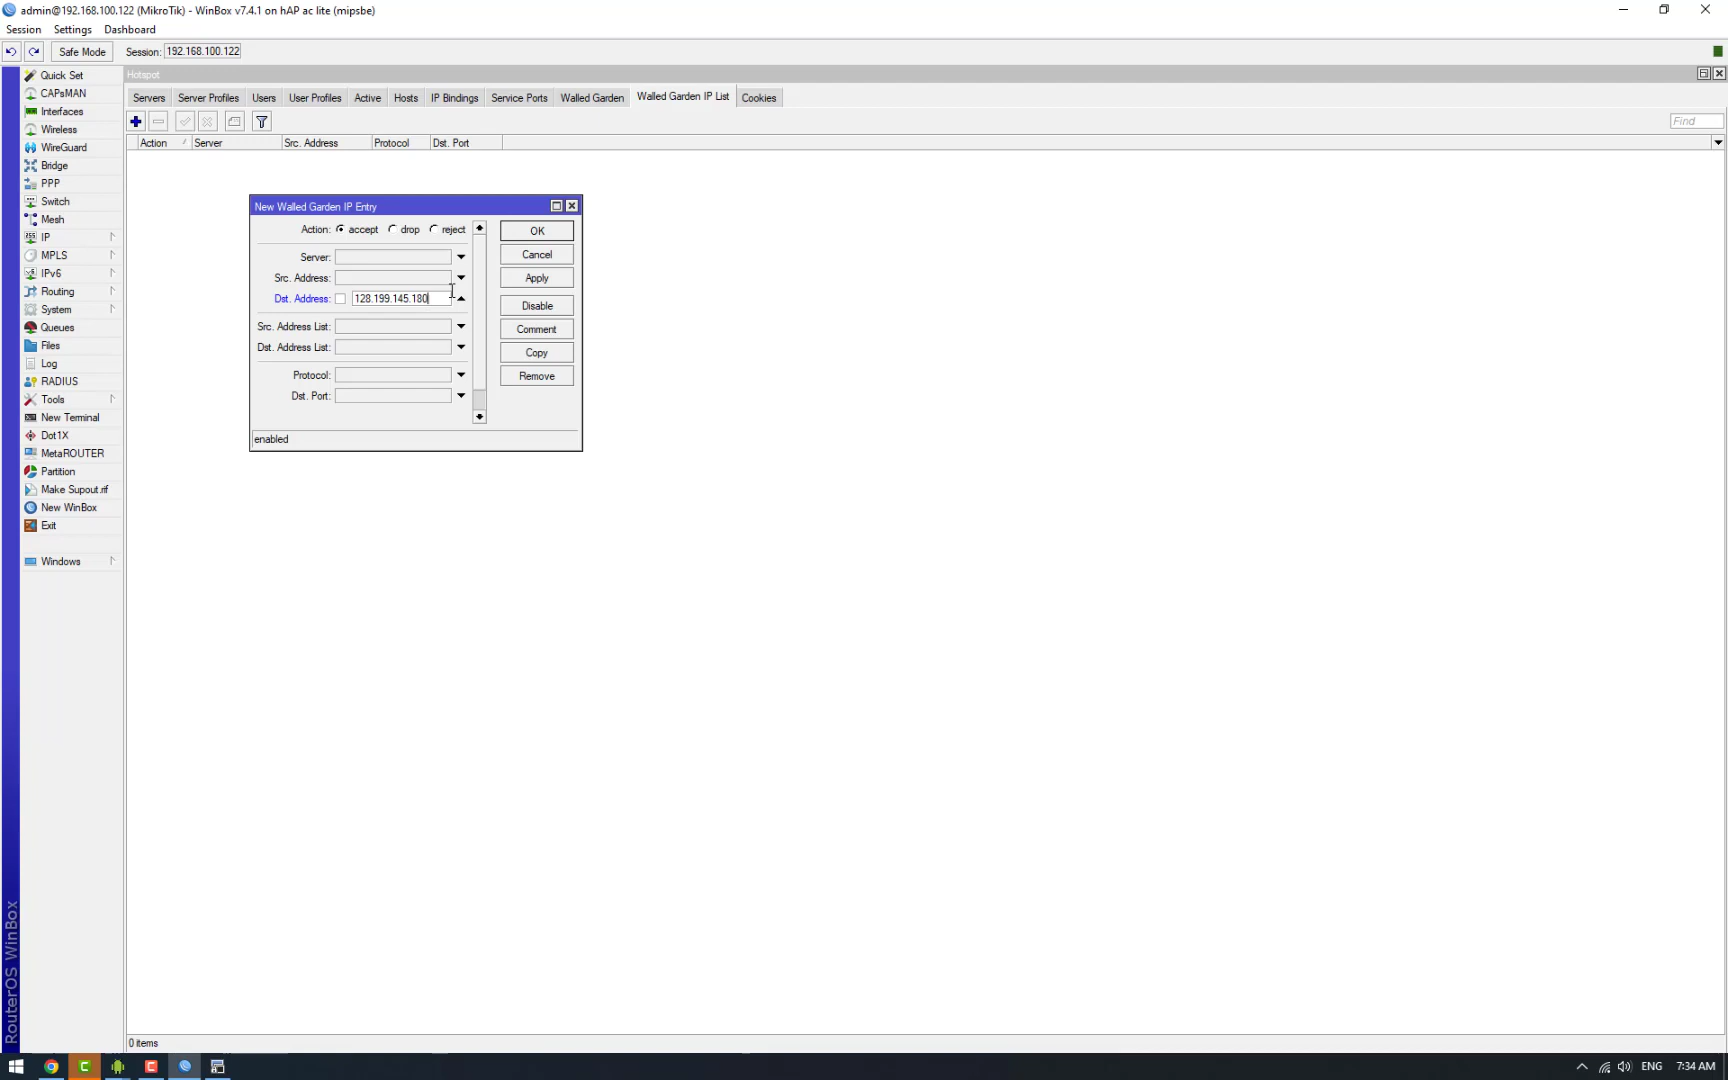 admin@192.168.100.122 (MikroTik) - WinBox v7.4.1 on hAP ac lite (mipsbe)
Session Settings Dashboard
Safe Mode Session: 192.168.100.122
Quick Set
CAPsMAN
Interfaces
Wireless
WireGuard
Bridge
PPP
Switch
Mesh
IP
MPLS
IPv6
Routing
System
Queues
Files
Log
RADIUS
Tools
New Terminal
Dot1X
MetaROUTER
Partition
Make Supout.rif
New WinBox
Exit
Windows
RouterOS WinBox
Hotspot
Servers Server Profiles Users User Profiles Active Hosts IP Bindings Service Ports Walled Garden Walled Garden IP List Cookies
Find
Action Server Src. Address Protocol Dst. Port
New Walled Garden IP Entry
Action: accept drop reject
Server:
Src. Address:
Dst. Address: 128.199.145.180
Src. Address List:
Dst. Address List:
Protocol:
Dst. Port:
OK
Cancel
Apply
Disable
Comment
Copy
Remove
enabled
0 items
ENG 7:34 AM